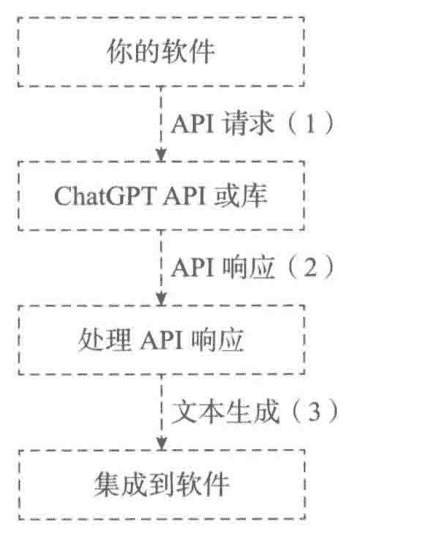 你的软件
API 请求（1）
ChatGPT API 或库
API 响应（2）
处理 API 响应
文本生成（3）
集成到软件